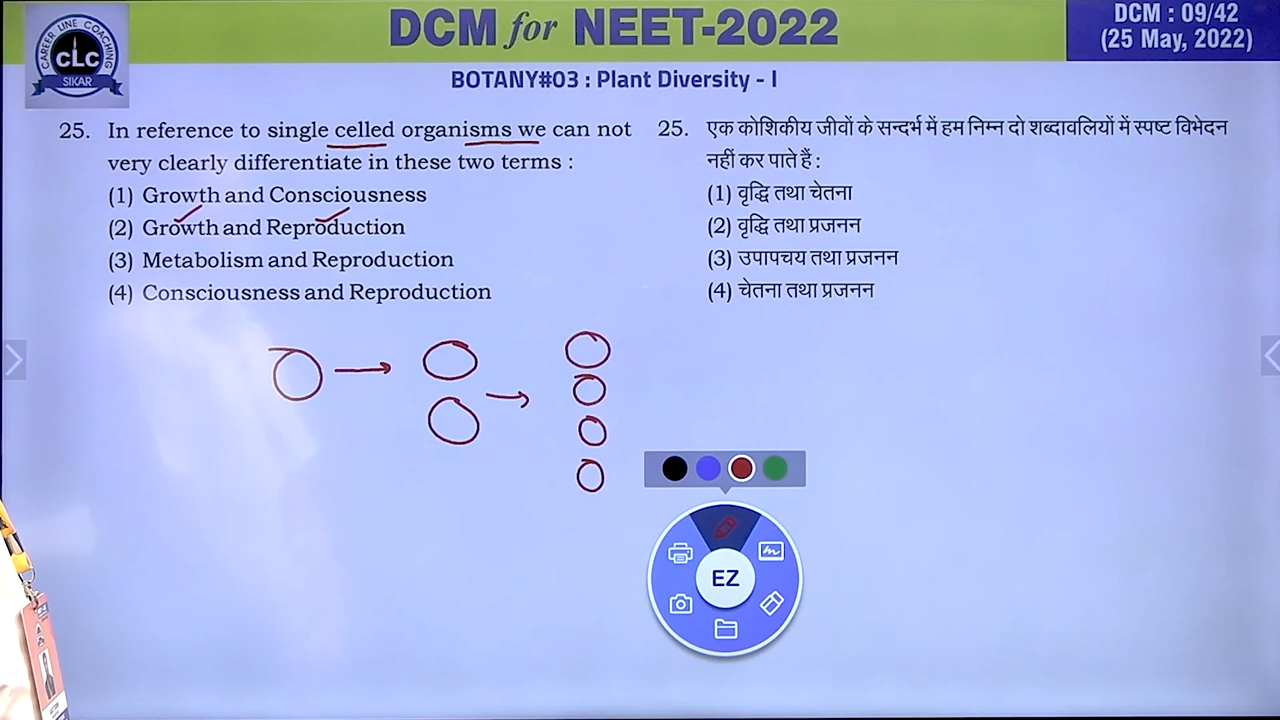 DCM for NEET-2022
DCM : 09/42
(25 May, 2022)
CAREER LINE COACHING
CLC
SIKAR
BOTANY#03 : Plant Diversity - I
25. In reference to single celled organisms we can not
very clearly differentiate in these two terms :
(1) Growth and Consciousness
(2) Growth and Reproduction
(3) Metabolism and Reproduction
(4) Consciousness and Reproduction
25. एक कोशिकीय जीवों के सन्दर्भ में हम निम्न दो शब्दावलियों में स्पष्ट विभेदन
नहीं कर पाते हैं :
(1) वृद्धि तथा चेतना
(2) वृद्धि तथा प्रजनन
(3) उपापचय तथा प्रजनन
(4) चेतना तथा प्रजनन
EZ